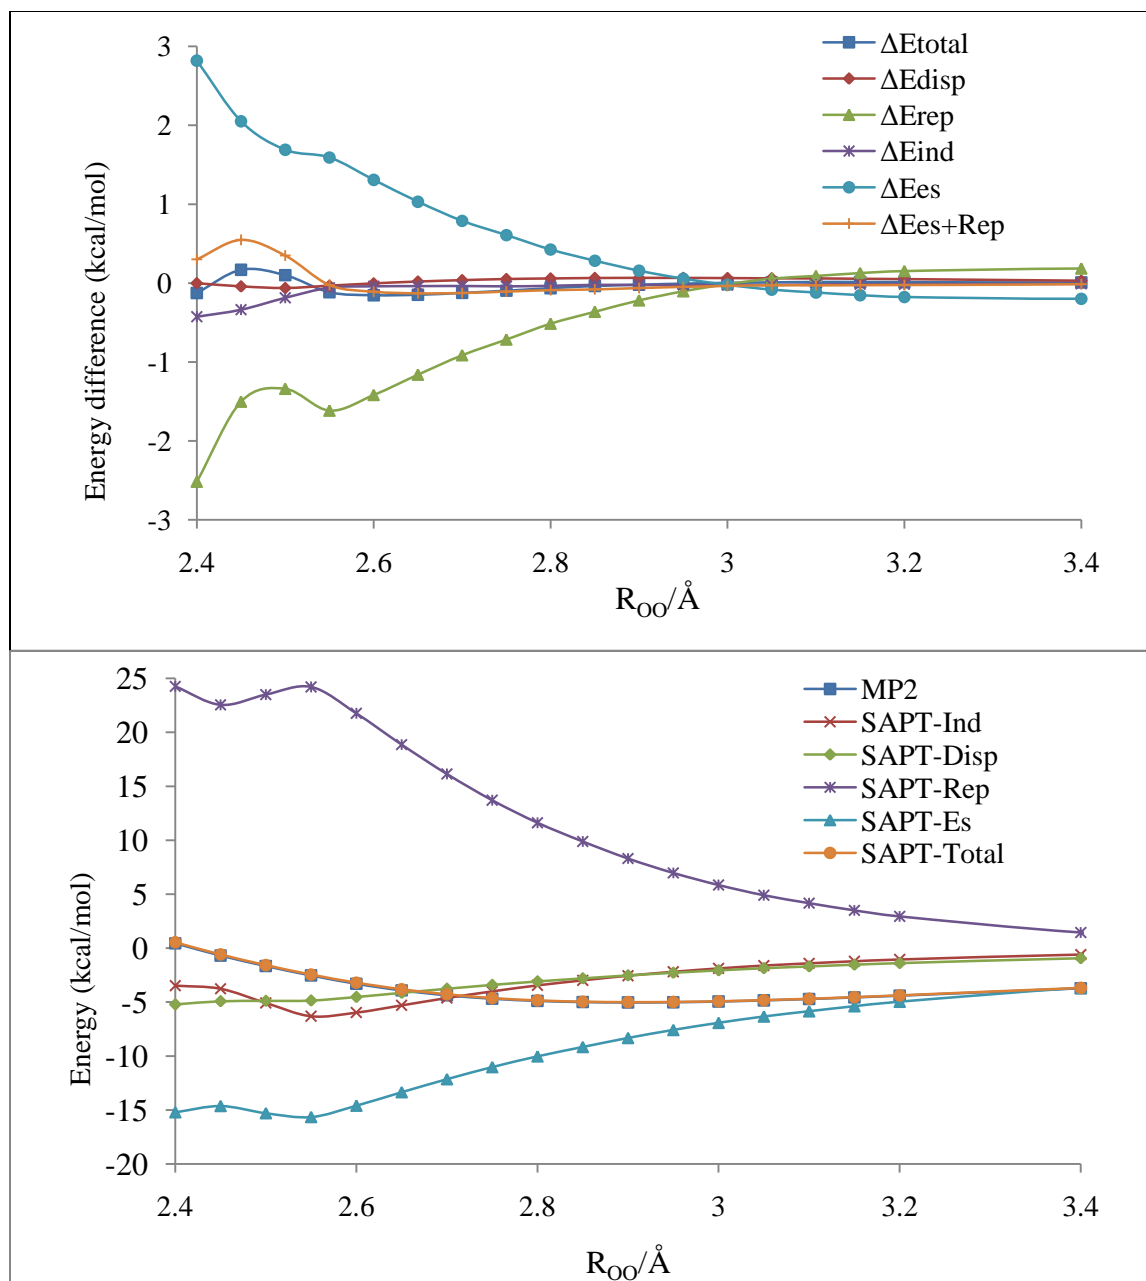 3
2
1
0
-1
-2
-3
Energy difference (kcal/mol)
ΔEtotal
ΔEdisp
ΔErep
ΔEind
ΔEes
ΔEes+Rep
2.4 2.6 2.8 3 3.2 3.4
R_OO/Å
25
20
15
10
5
0
-5
-10
-15
-20
Energy (kcal/mol)
MP2
SAPT-Ind
SAPT-Disp
SAPT-Rep
SAPT-Es
SAPT-Total
2.4 2.6 2.8 3 3.2 3.4
R_OO/Å